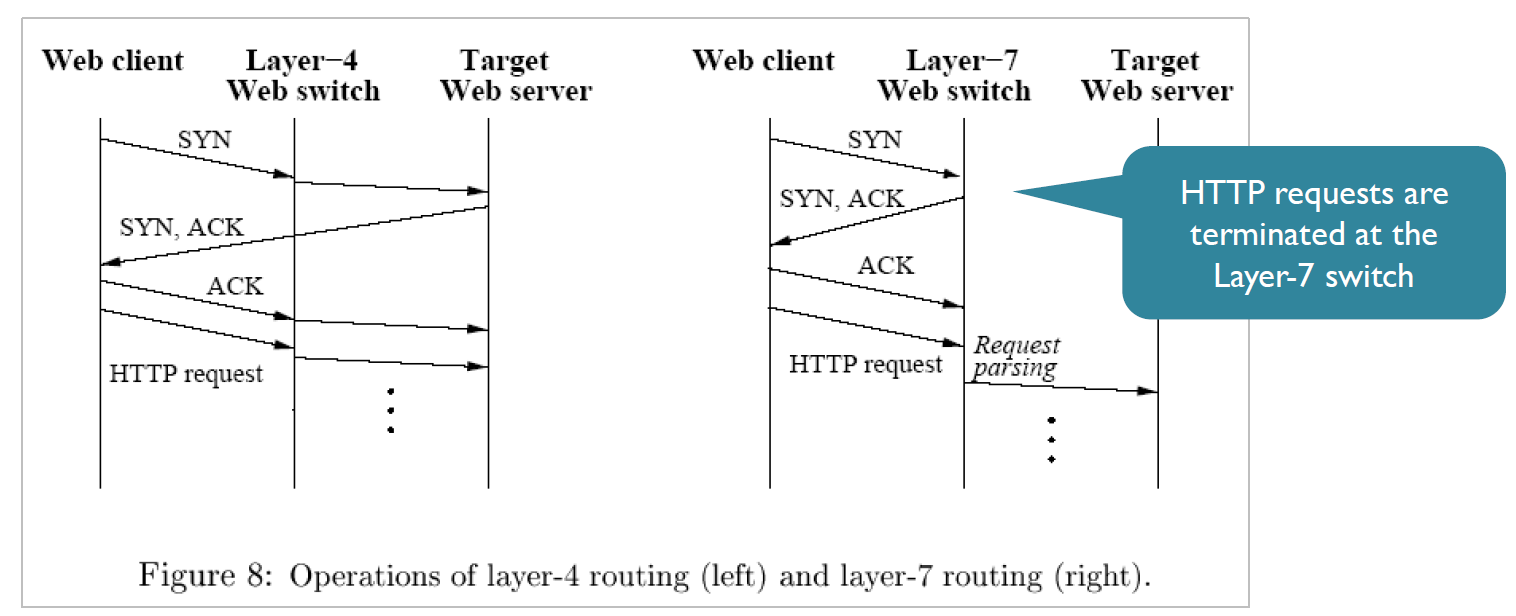 Web client
Layer−4
Web switch
Target
Web server
SYN
SYN, ACK
ACK
HTTP request
Web client
Layer−7
Web switch
Target
Web server
SYN
SYN, ACK
ACK
HTTP request
Request
parsing
HTTP requests are
terminated at the
Layer-7 switch
Figure 8: Operations of layer-4 routing (left) and layer-7 routing (right).